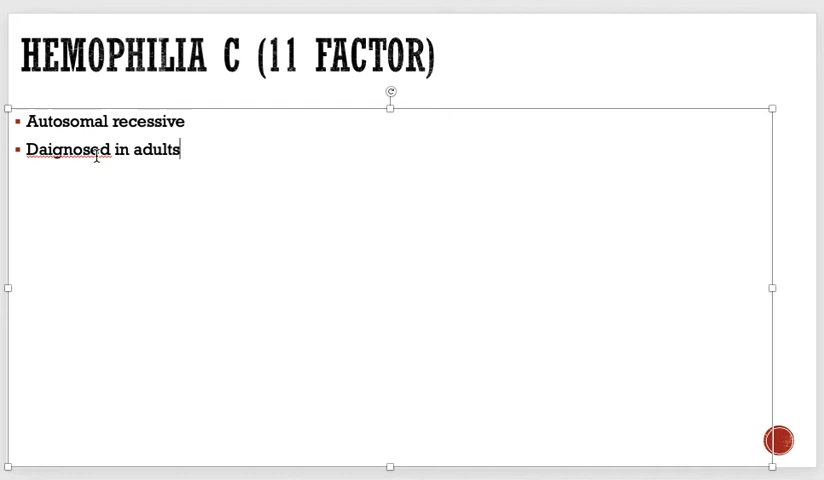 HEMOPHILIA C (11 FACTOR)
▪ Autosomal recessive
▪ Daignosed in adults